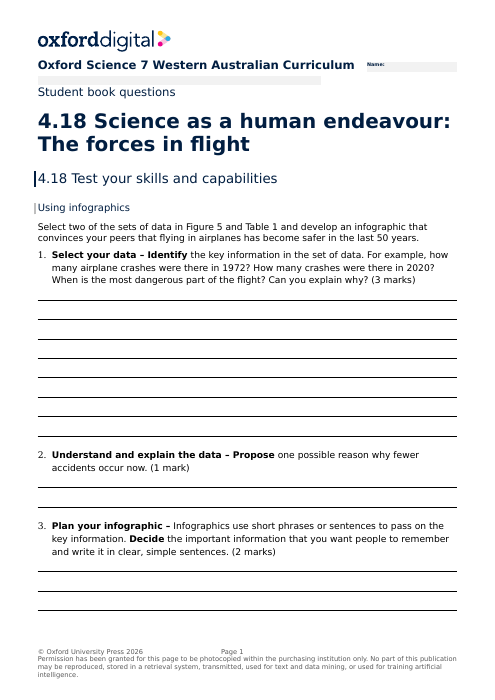 oxforddigital
Oxford Science 7 Western Australian Curriculum
Name:
Student book questions
4.18 Science as a human endeavour:
The forces in flight
4.18 Test your skills and capabilities
Using infographics
Select two of the sets of data in Figure 5 and Table 1 and develop an infographic that
convinces your peers that flying in airplanes has become safer in the last 50 years.
1. Select your data – Identify the key information in the set of data. For example, how
many airplane crashes were there in 1972? How many crashes were there in 2020?
When is the most dangerous part of the flight? Can you explain why? (3 marks)
2. Understand and explain the data – Propose one possible reason why fewer
accidents occur now. (1 mark)
3. Plan your infographic – Infographics use short phrases or sentences to pass on the
key information. Decide the important information that you want people to remember
and write it in clear, simple sentences. (2 marks)
© Oxford University Press 2026 Page 1
Permission has been granted for this page to be photocopied within the purchasing institution only. No part of this publication
may be reproduced, stored in a retrieval system, transmitted, used for text and data mining, or used for training artificial
intelligence.